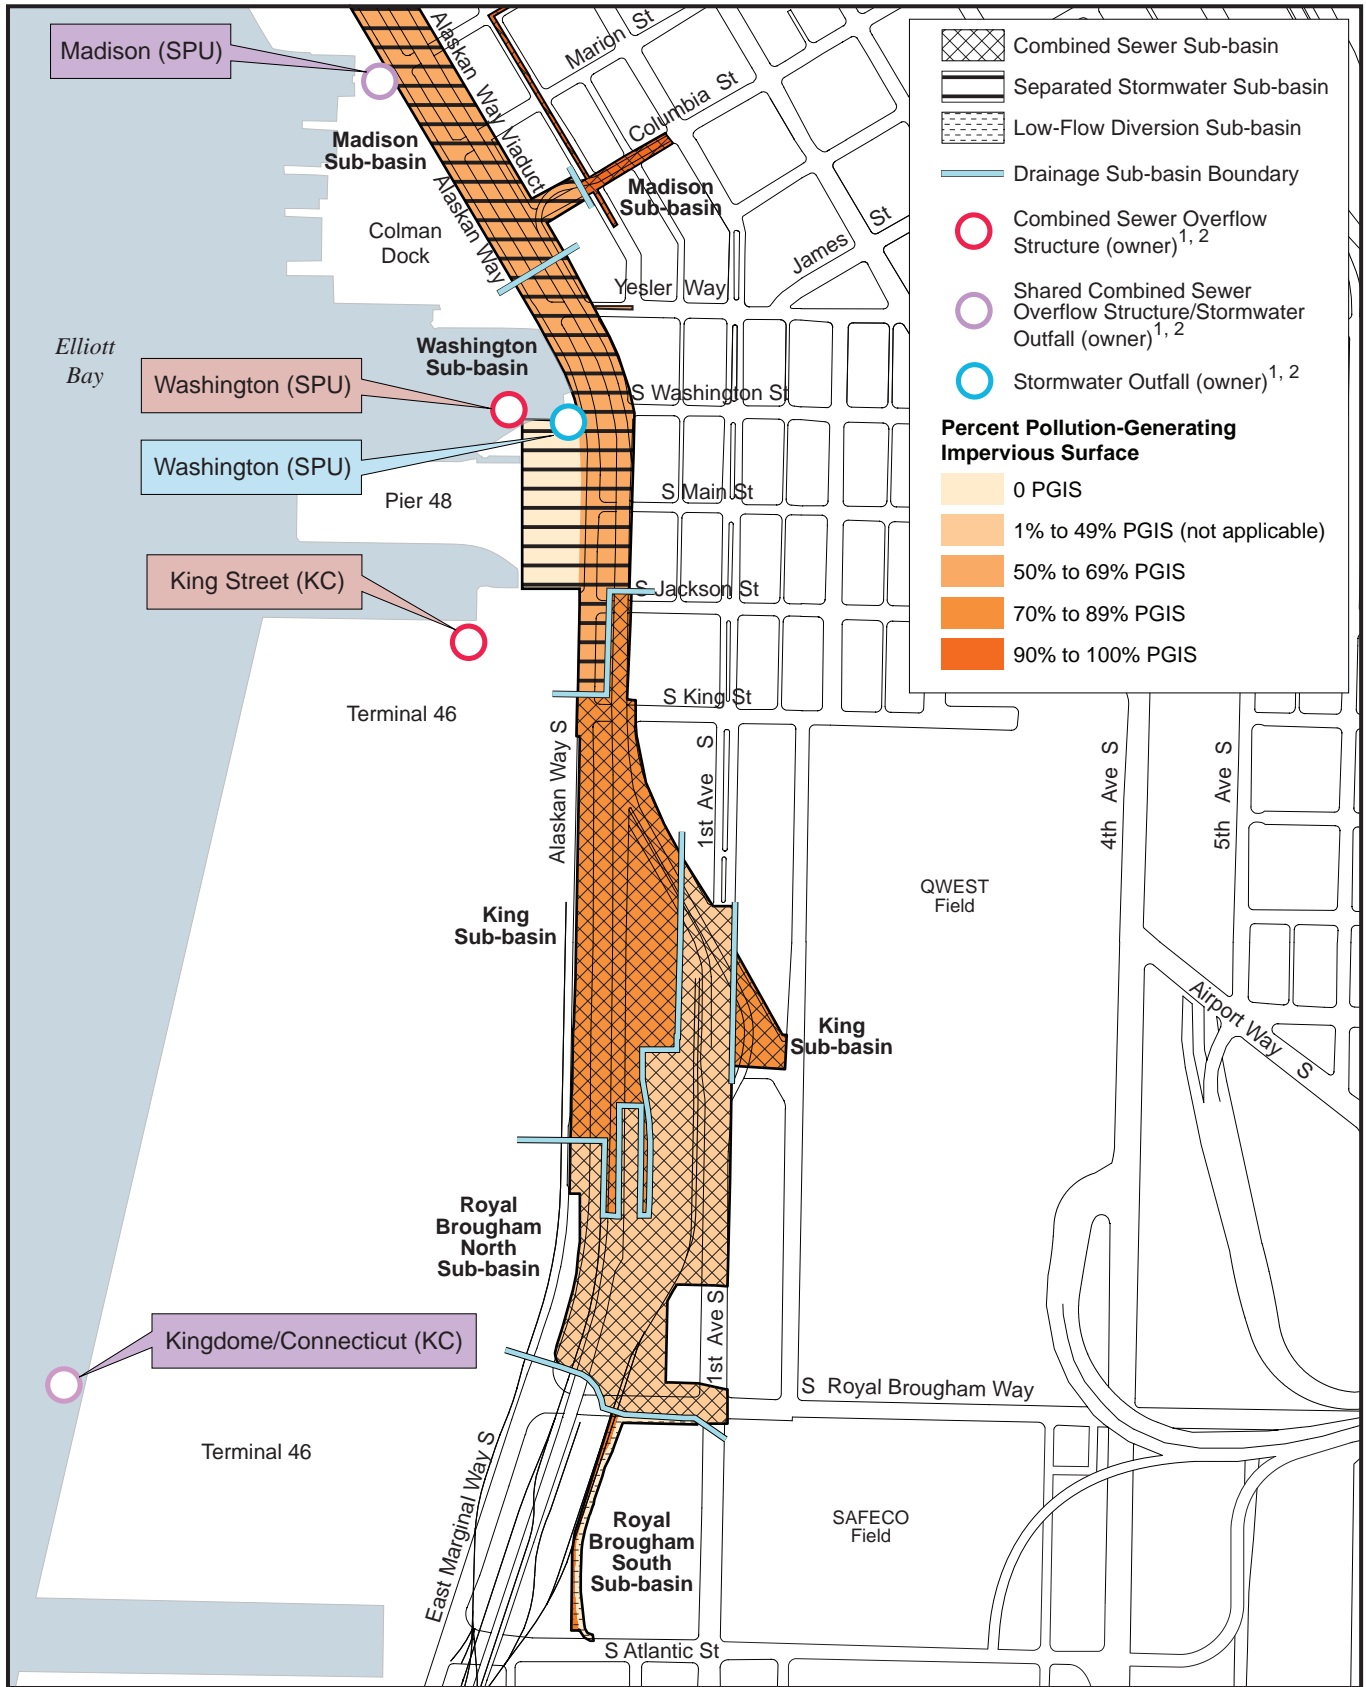 Madison (SPU)
Madison
Sub-basin
Colman
Dock
Alaskan Way Viaduct
Alaskan Way
Marion St
Columbia St
Madison
Sub-basin
James St
Yesler Way
Elliott
Bay
Washington
Sub-basin
Washington (SPU)
Washington (SPU)
S Washington St
Pier 48
S Main St
King Street (KC)
S Jackson St
S King St
Terminal 46
Alaskan Way S
1st Ave S
4th Ave S
5th Ave S
QWEST
Field
King
Sub-basin
King
Sub-basin
Airport Way S
Royal
Brougham
North
Sub-basin
Kingdome/Connecticut (KC)
1st Ave S
S Royal Brougham Way
Terminal 46
East Marginal Way S
Royal
Brougham
South
Sub-basin
SAFECO
Field
S Atlantic St
Combined Sewer Sub-basin
Separated Stormwater Sub-basin
Low-Flow Diversion Sub-basin
Drainage Sub-basin Boundary
Combined Sewer Overflow
Structure (owner)1, 2
Shared Combined Sewer
Overflow Structure/Stormwater
Outfall (owner)1, 2
Stormwater Outfall (owner)1, 2
Percent Pollution-Generating
Impervious Surface
0 PGIS
1% to 49% PGIS (not applicable)
50% to 69% PGIS
70% to 89% PGIS
90% to 100% PGIS